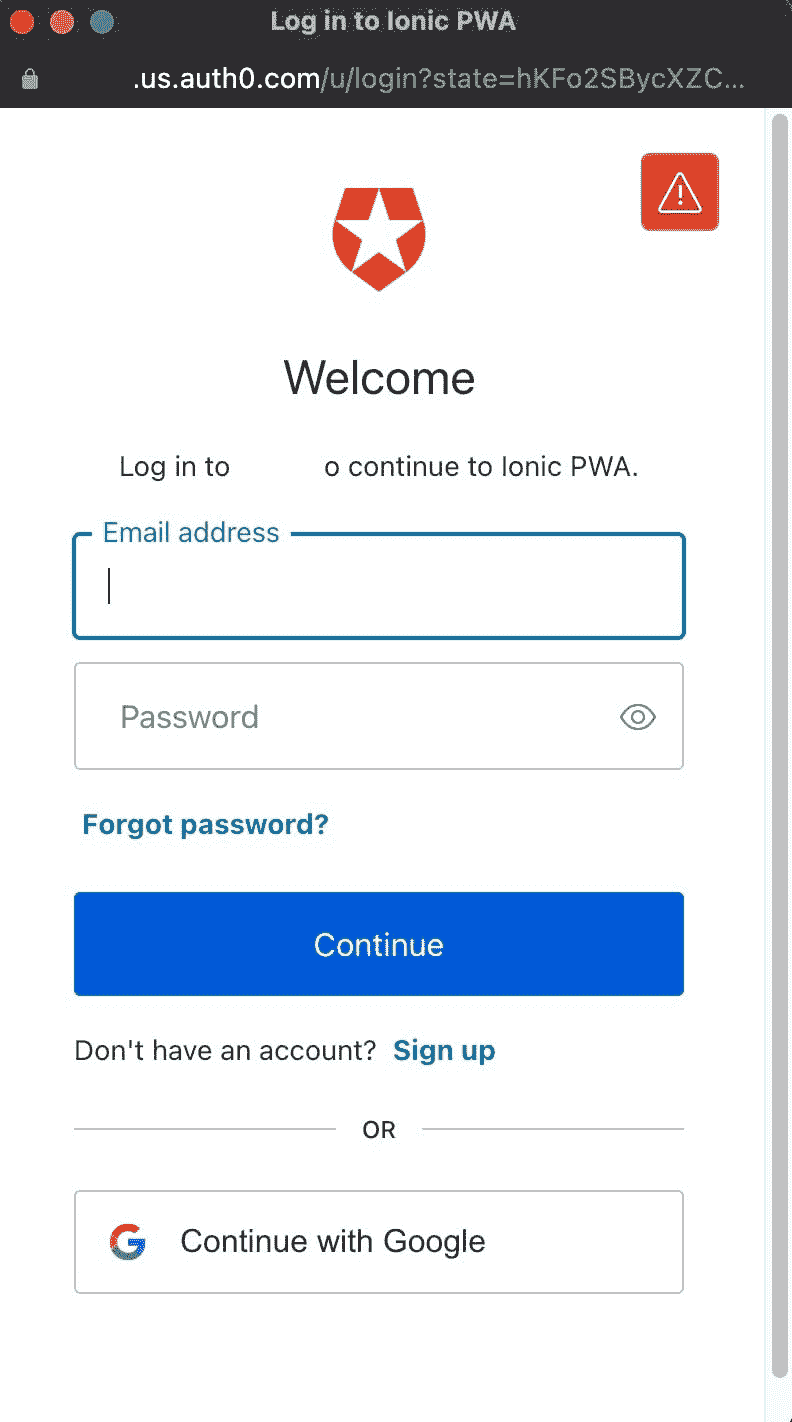 Log in to Ionic PWA
.us.auth0.com/u/login?state=hKFo2SBycXZC...
Welcome
Log in to o continue to Ionic PWA.
Email address
Password
Forgot password?
Continue
Don't have an account? Sign up
OR
Continue with Google